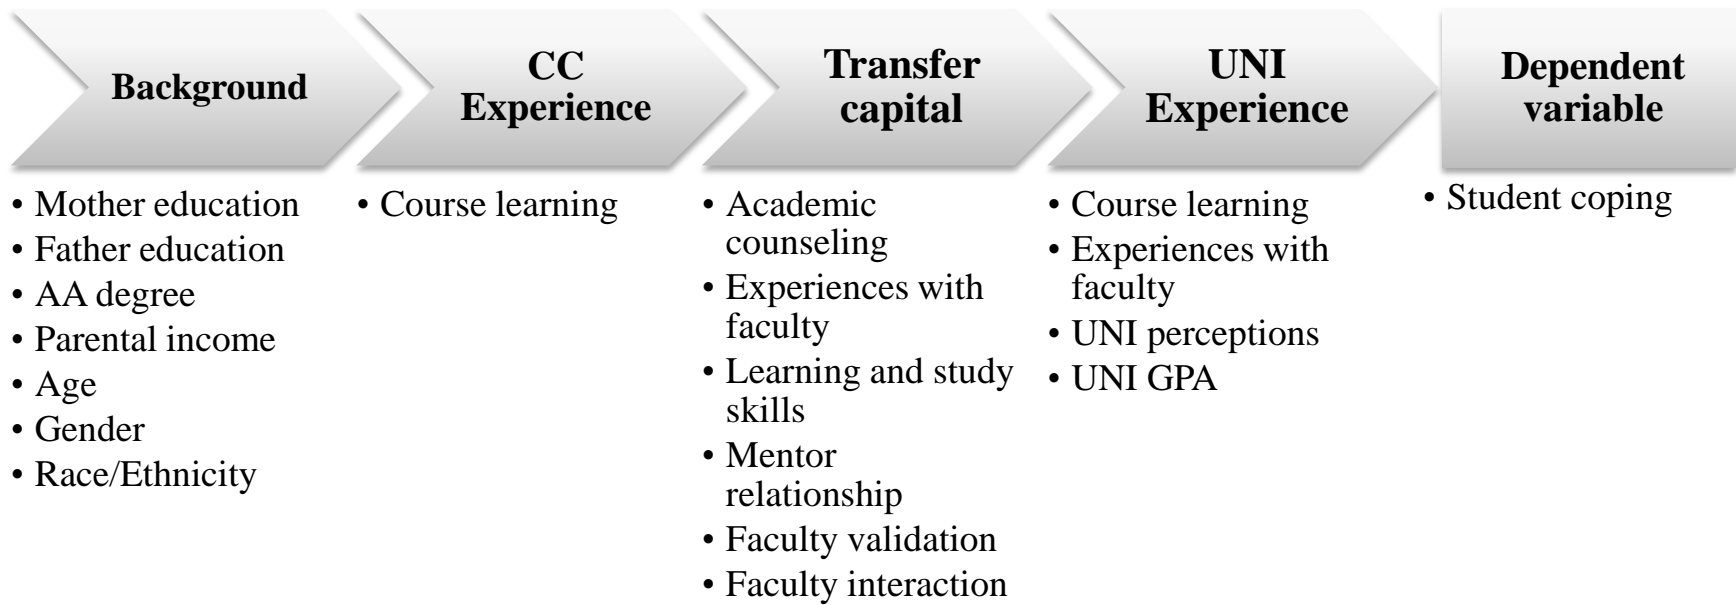 Background
CC
Experience
Transfer
capital
UNI
Experience
Dependent
variable
• Mother education
• Father education
• AA degree
• Parental income
• Age
• Gender
• Race/Ethnicity
• Course learning
• Academic
counseling
• Experiences with
faculty
• Learning and study
skills
• Mentor
relationship
• Faculty validation
• Faculty interaction
• Course learning
• Experiences with
faculty
• UNI perceptions
• UNI GPA
• Student coping